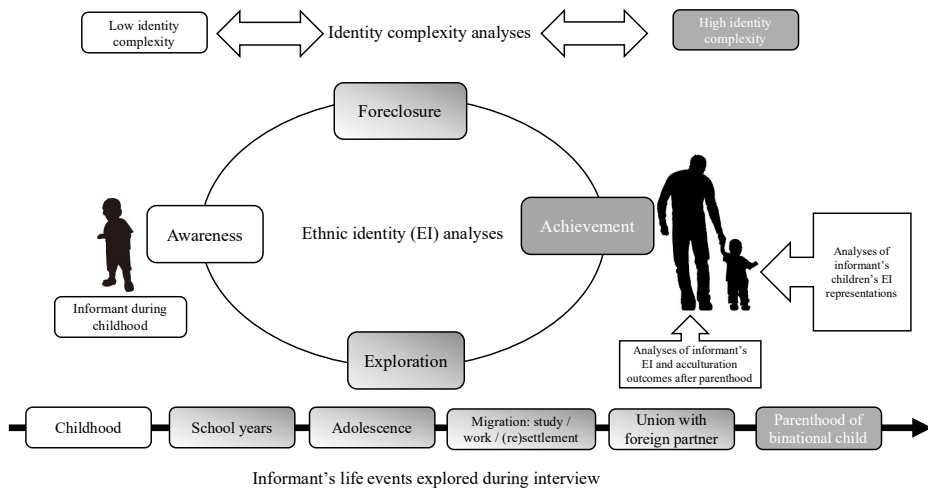 Low identity
complexity
Identity complexity analyses
High identity
complexity
Foreclosure
Awareness
Ethnic identity (EI) analyses
Achievement
Informant during
childhood
Analyses of
informant's
children's EI
representations
Exploration
Analyses of informant's
EI and acculturation
outcomes after parenthood
Childhood
School years
Adolescence
Migration: study /
work / (re)settlement
Union with
foreign partner
Parenthood of
binational child
Informant's life events explored during interview